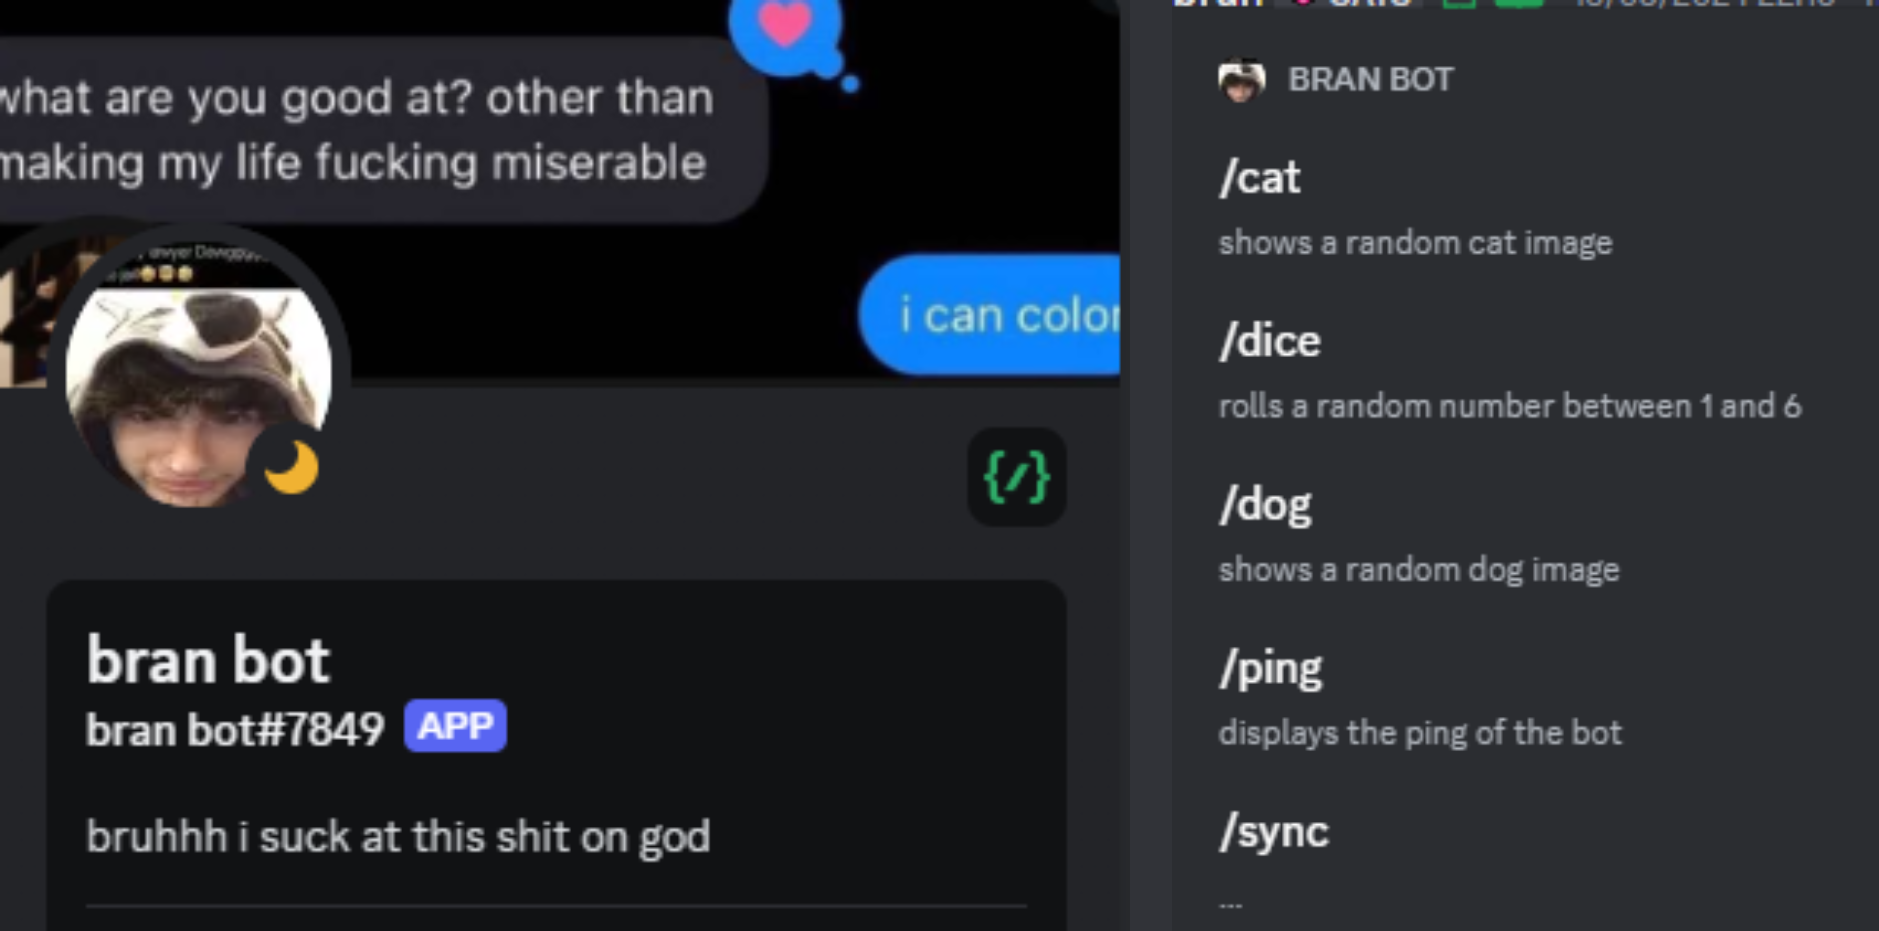 what are you good at? other than
making my life fucking miserable
i can color
bran bot
bran bot#7849 APP
bruhhh i suck at this shit on god
BRAN BOT
/cat
shows a random cat image
/dice
rolls a random number between 1 and 6
/dog
shows a random dog image
/ping
displays the ping of the bot
/sync
...